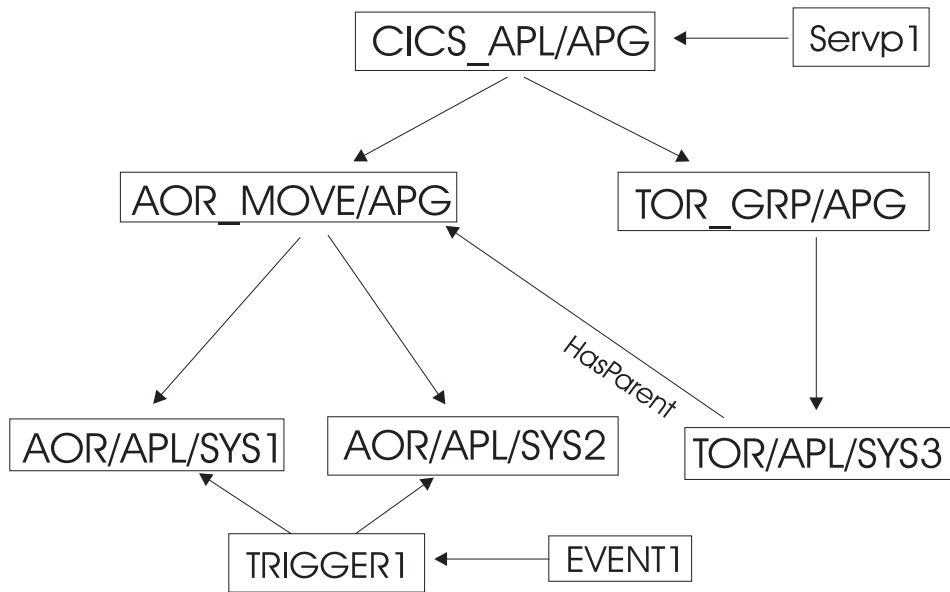 CICS_APL/APG
Servp1
AOR_MOVE/APG
TOR_GRP/APG
HasParent
AOR/APL/SYS1
AOR/APL/SYS2
TOR/APL/SYS3
TRIGGER1
EVENT1